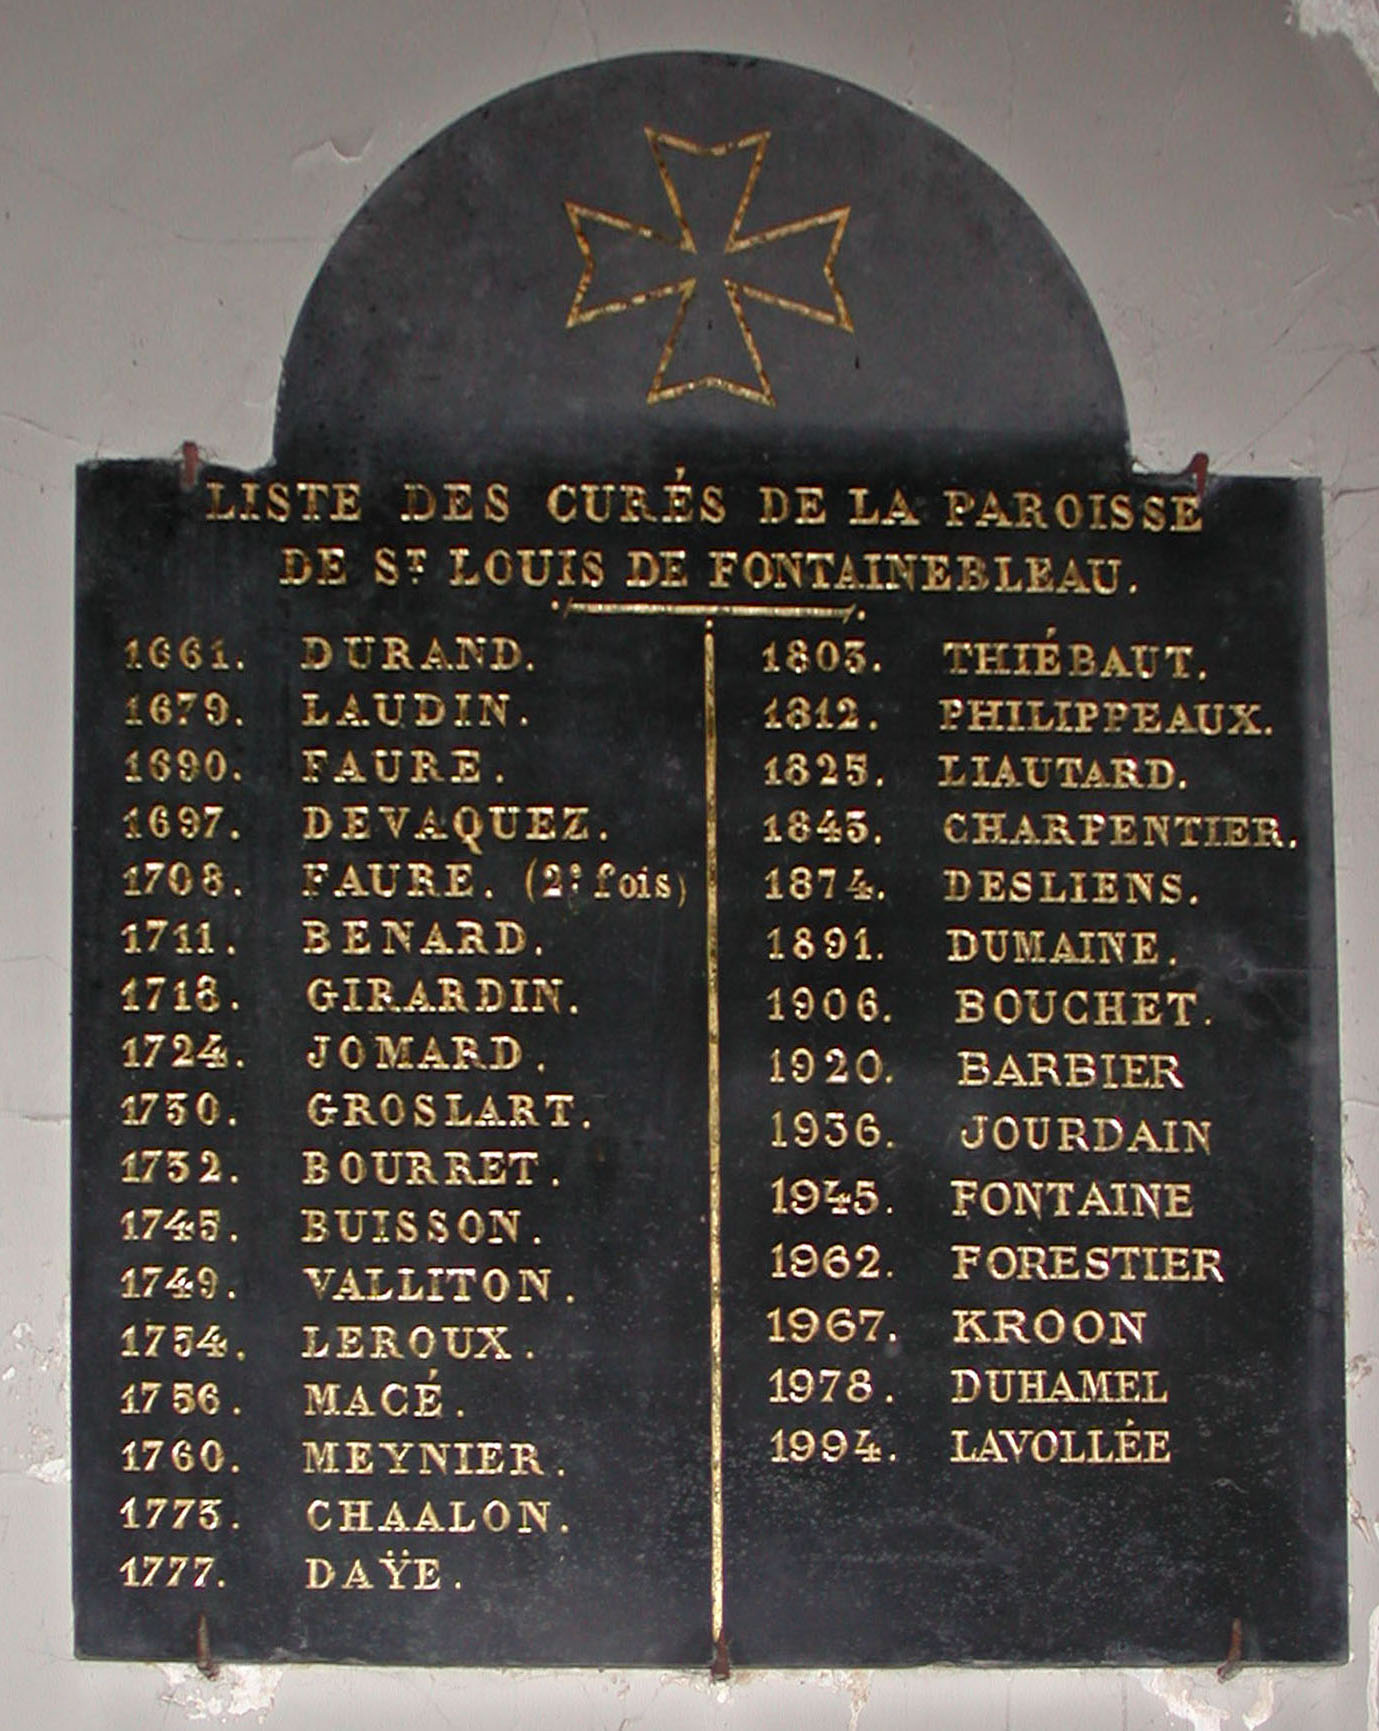 LISTE DES CURÉS DE LA PAROISSE
DE ST LOUIS DE FONTAINEBLEAU.
1661. DURAND.
1679. LAUDIN.
1690. FAURE.
1697. DEVAQUEZ.
1708. FAURE. (2e fois)
1711. BENARD.
1718. GIRARDIN.
1724. JOMARD.
1730. GROSLART.
1732. BOURRET.
1745. BUISSON.
1749. VALLITON.
1754. LEROUX.
1756. MACÉ.
1760. MEYNIER.
1773. CHAALON.
1777. DAŸE.
1803. THIÉBAUT.
1812. PHILIPPEAUX.
1825. LIAUTARD.
1843. CHARPENTIER.
1874. DESLIENS.
1891. DUMAINE.
1906. BOUCHET.
1920. BARBIER
1936. JOURDAIN
1945. FONTAINE
1962. FORESTIER
1967. KROON
1978. DUHAMEL
1994. LAVOLLÉE